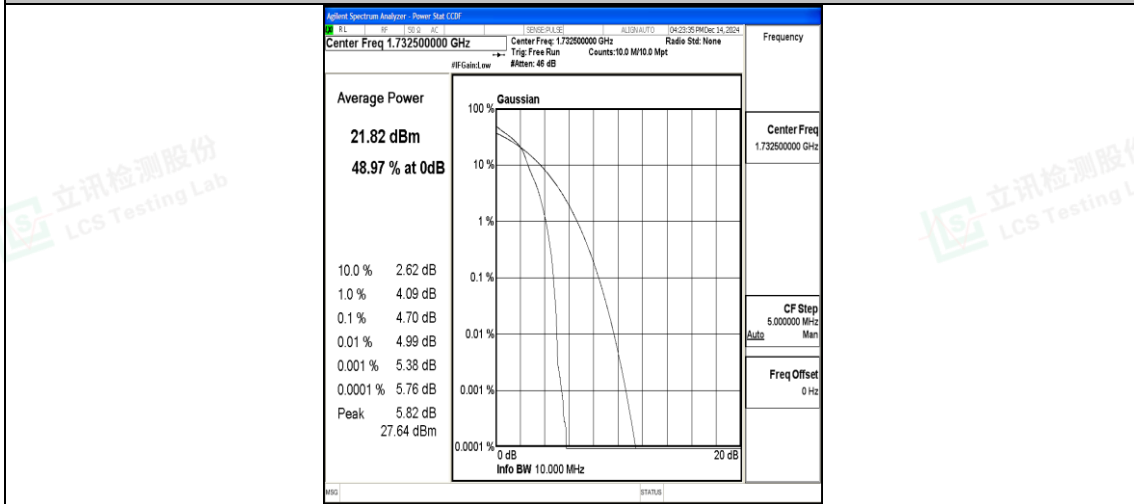 Agilent Spectrum Analyzer - Power Stat CCDF
RL RF 50 Ω AC SENSE:PULSE ALIGN AUTO 04:23:35 PM Dec 14, 2024
Center Freq 1.732500000 GHz
Center Freq: 1.732500000 GHz Radio Std: None
Trig: Free Run Counts:10.0 M/10.0 Mpt
#IFGain:Low #Atten: 46 dB
Frequency
Average Power
21.82 dBm
48.97 % at 0dB
10.0 % 2.62 dB
1.0 % 4.09 dB
0.1 % 4.70 dB
0.01 % 4.99 dB
0.001 % 5.38 dB
0.0001 % 5.76 dB
Peak 5.82 dB
27.64 dBm
Gaussian
100 %
10 %
1 %
0.1 %
0.01 %
0.001 %
0.0001 %
0 dB 20 dB
Info BW 10.000 MHz
Center Freq
1.732500000 GHz
CF Step
5.000000 MHz
Auto Man
Freq Offset
0 Hz
MSG STATUS
立讯检测股份
LCS Testing Lab
立讯检测股份
LCS Testing L